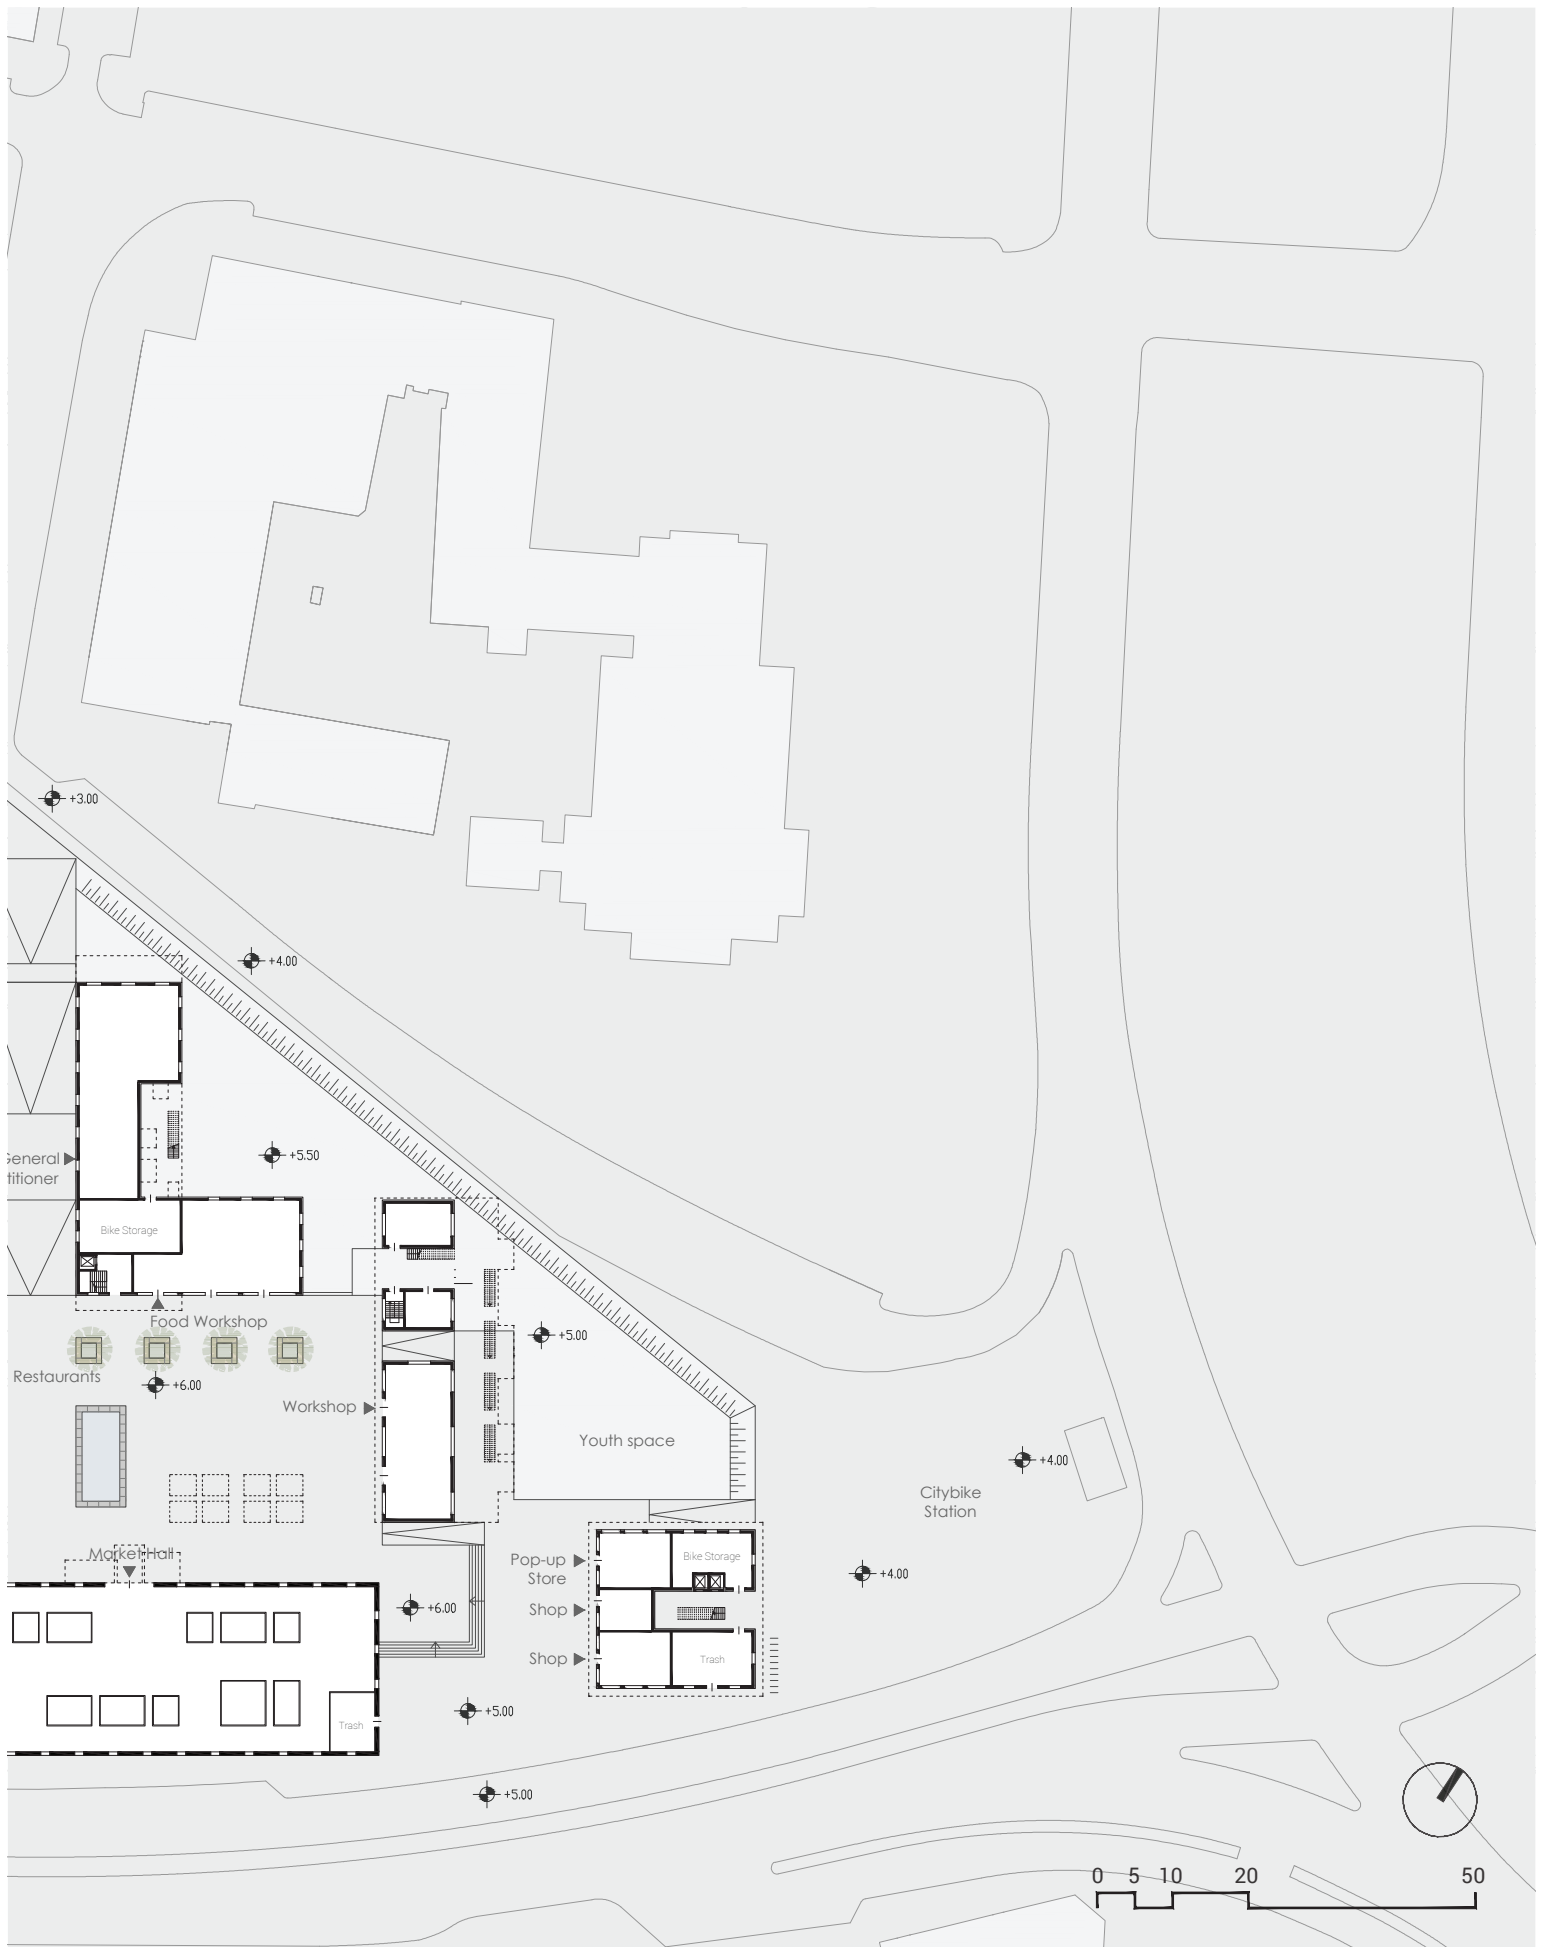 +3.00
+4.00
General
titioner
+5.50
Bike Storage
Food Workshop
+5.00
Restaurants
+6.00
Workshop
Youth space
+4.00
Citybike
Station
Market Hall
Pop-up
Store
Bike Storage
+4.00
+6.00
Shop
Shop
Trash
+5.00
Trash
+5.00
0 5 10 20 50